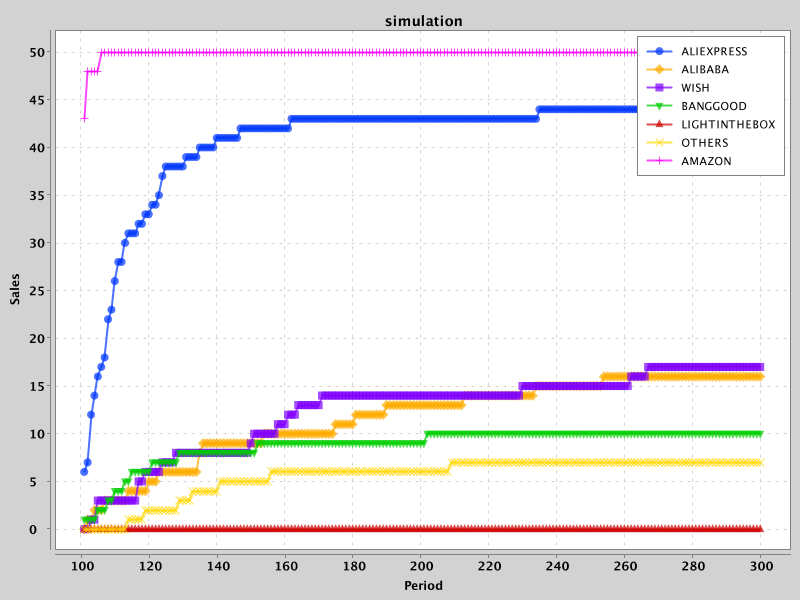 simulation
50
45
40
35
30
25
20
15
10
5
0
Sales
ALIEXPRESS
ALIBABA
WISH
BANGGOOD
LIGHTINTHEBOX
OTHERS
AMAZON
100 120 140 160 180 200 220 240 260 280 300
Period